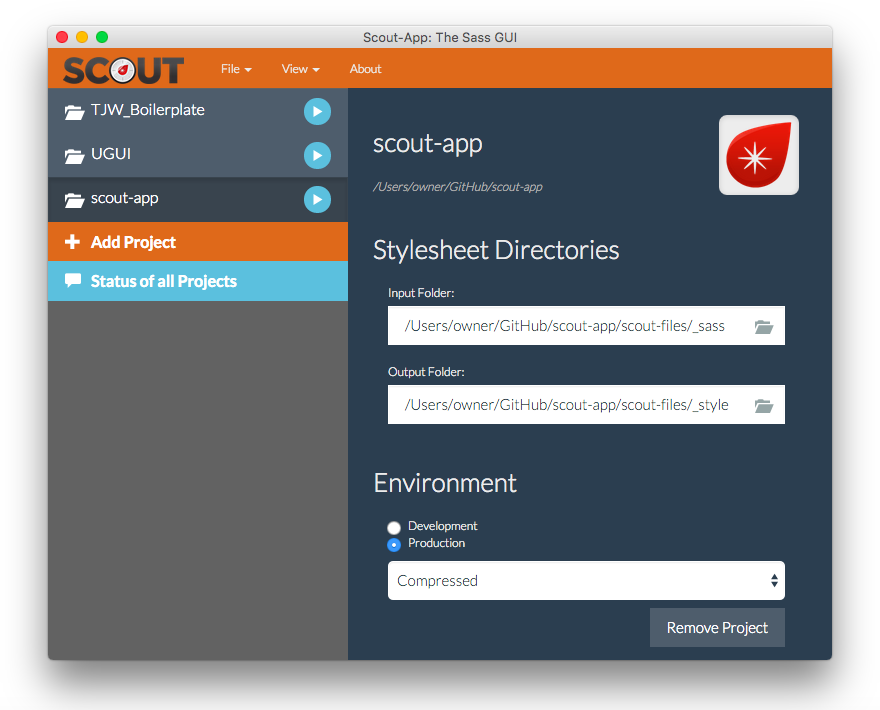 Scout-App: The Sass GUI
SCOUT
File
View
About
TJW_Boilerplate
UGUI
scout-app
Add Project
Status of all Projects
scout-app
/Users/owner/GitHub/scout-app
Stylesheet Directories
Input Folder:
/Users/owner/GitHub/scout-app/scout-files/_sass
Output Folder:
/Users/owner/GitHub/scout-app/scout-files/_style
Environment
Development
Production
Compressed
Remove Project